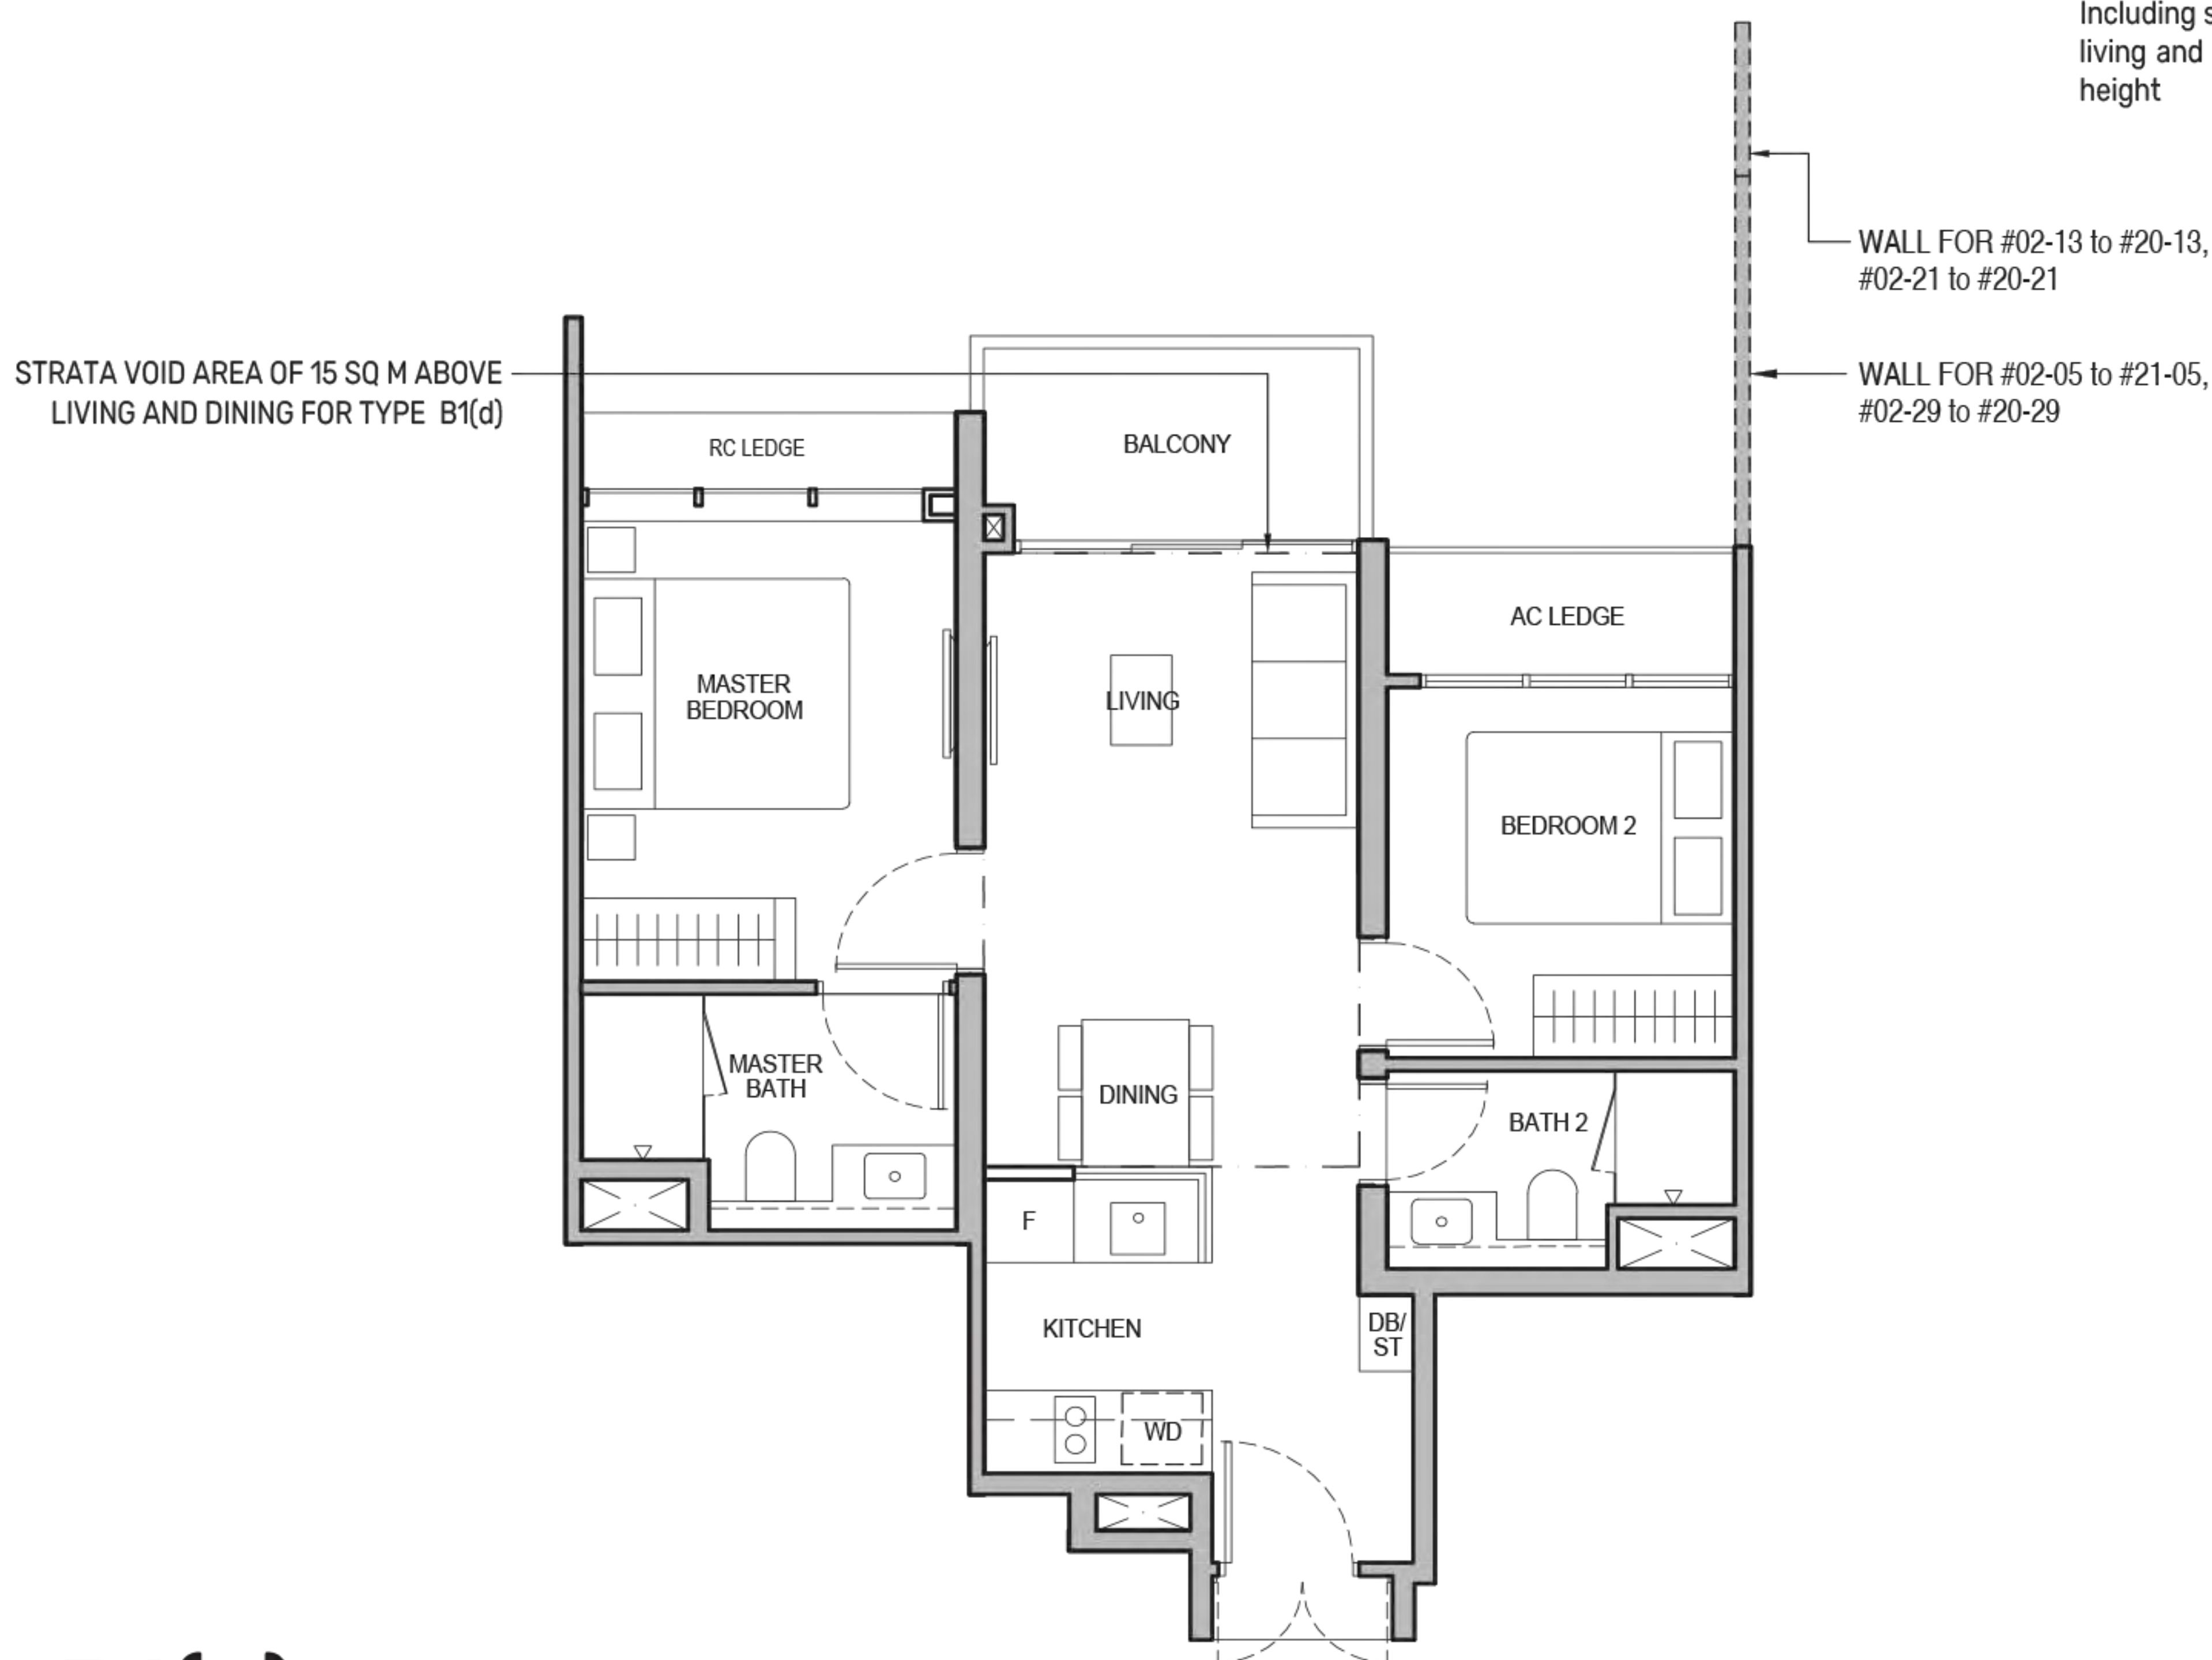 Including
living and
height
WALL FOR #02-13 to #20-13,
#02-21 to #20-21
STRATA VOID AREA OF 15 SQ M ABOVE
LIVING AND DINING FOR TYPE B1(d)
WALL FOR #02-05 to #21-05,
#02-29 to #20-29
RC LEDGE
BALCONY
AC LEDGE
MASTER
BEDROOM
LIVING
BEDROOM 2
MASTER
BATH
DINING
BATH 2
F
KITCHEN
DB/
ST
WD